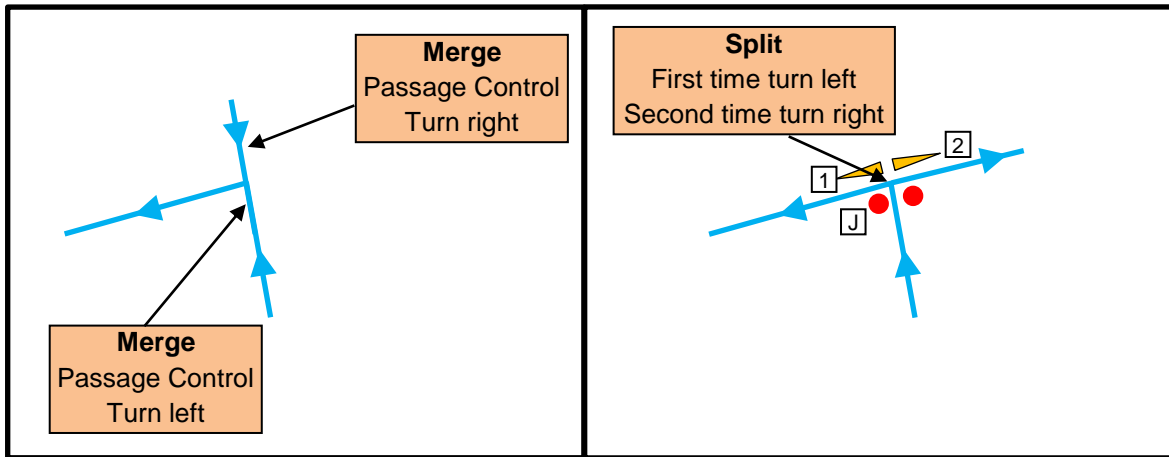 Merge
Passage Control
Turn right
Merge
Passage Control
Turn left
Split
First time turn left
Second time turn right
1
2
J